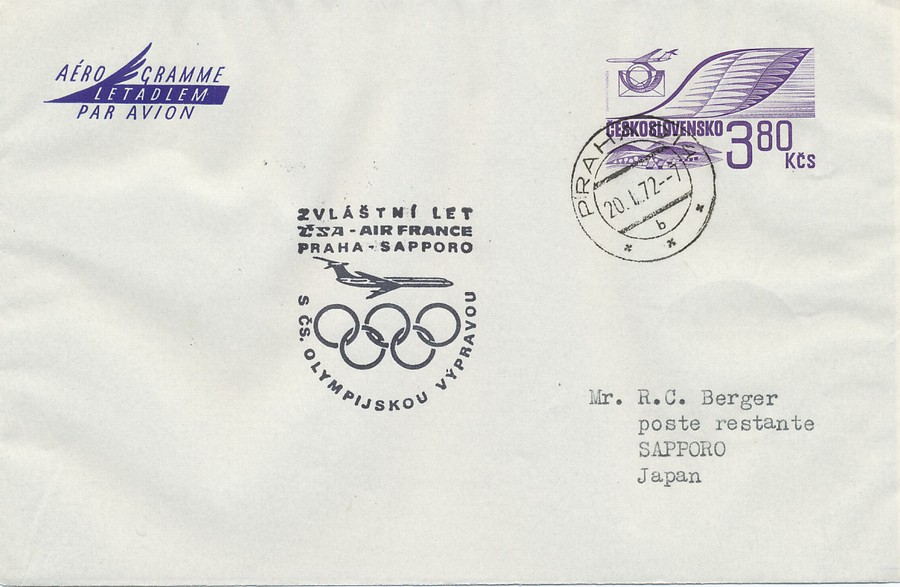 AÉROGRAMME
LETADLEM
PAR AVION
ČESKOSLOVENSKO
3 80 Kčs
PRAHA
20.I.72--7
b
ZVLÁŠTNÍ LET
ČSA - AIR FRANCE
PRAHA - SAPPORO
S ČS. OLYMPIJSKOU VÝPRAVOU
Mr. R.C. Berger
poste restante
SAPPORO
Japan